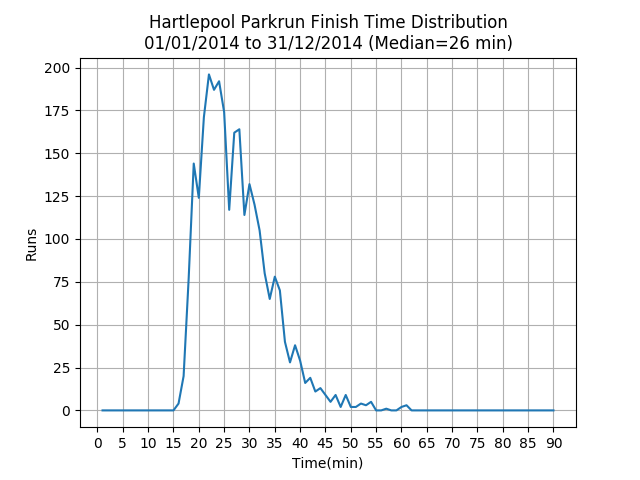 Hartlepool Parkrun Finish Time Distribution
01/01/2014 to 31/12/2014 (Median=26 min)
200
175
150
125
100
75
50
25
0
Runs
0 5 10 15 20 25 30 35 40 45 50 55 60 65 70 75 80 85 90
Time(min)